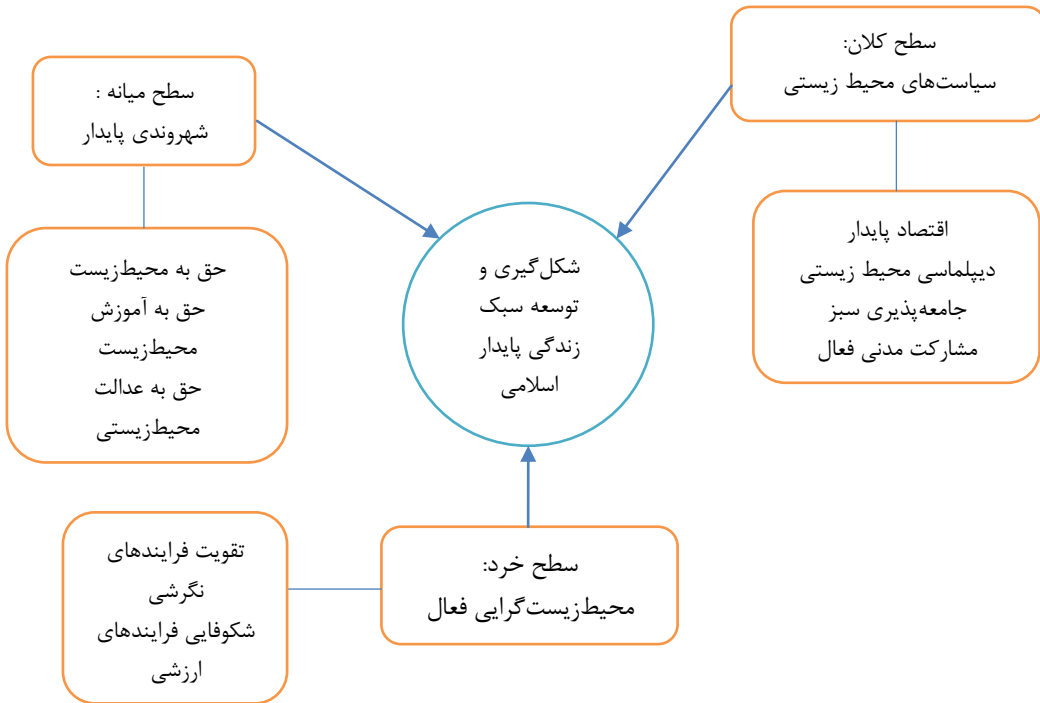 سطح کلان:
سیاست‌های محیط زیستی
سطح میانه :
شهروندی پایدار
اقتصاد پایدار
دیپلماسی محیط زیستی
جامعه‌پذیری سبز
مشارکت مدنی فعال
شکل‌گیری و
توسعه سبک
زندگی پایدار
اسلامی
حق به محیط‌زیست
حق به آموزش
محیط‌زیست
حق به عدالت
محیط‌زیستی
سطح خرد:
محیط‌زیست‌گرایی فعال
تقویت فرایندهای
نگرشی
شکوفایی فرایندهای
ارزشی